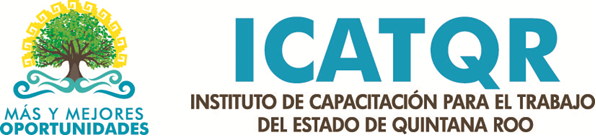 MÁS Y MEJORES
OPORTUNIDADES
ICATQR
INSTITUTO DE CAPACITACIÓN PARA EL TRABAJO
DEL ESTADO DE QUINTANA ROO